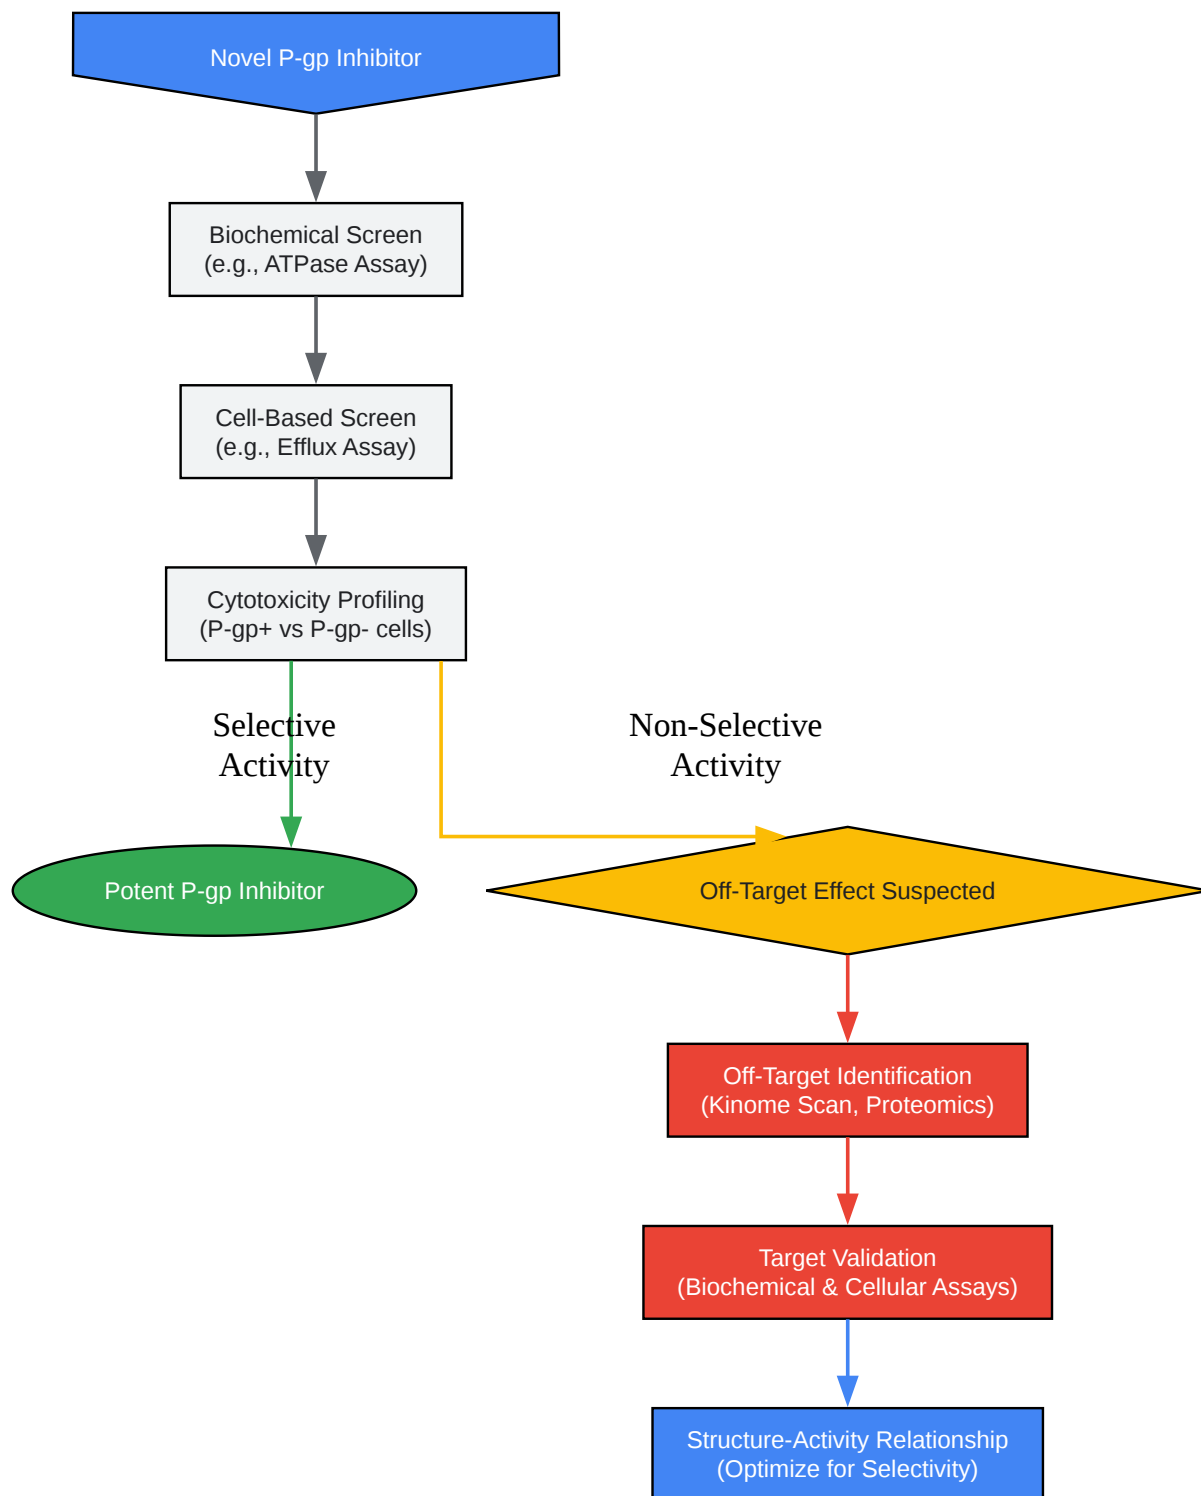 Novel P-gp Inhibitor
Biochemical Screen
(e.g., ATPase Assay)
Cell-Based Screen
(e.g., Efflux Assay)
Cytotoxicity Profiling
(P-gp+ vs P-gp- cells)
Selective
Activity
Non-Selective
Activity
Potent P-gp Inhibitor
Off-Target Effect Suspected
Off-Target Identification
(Kinome Scan, Proteomics)
Target Validation
(Biochemical & Cellular Assays)
Structure-Activity Relationship
(Optimize for Selectivity)